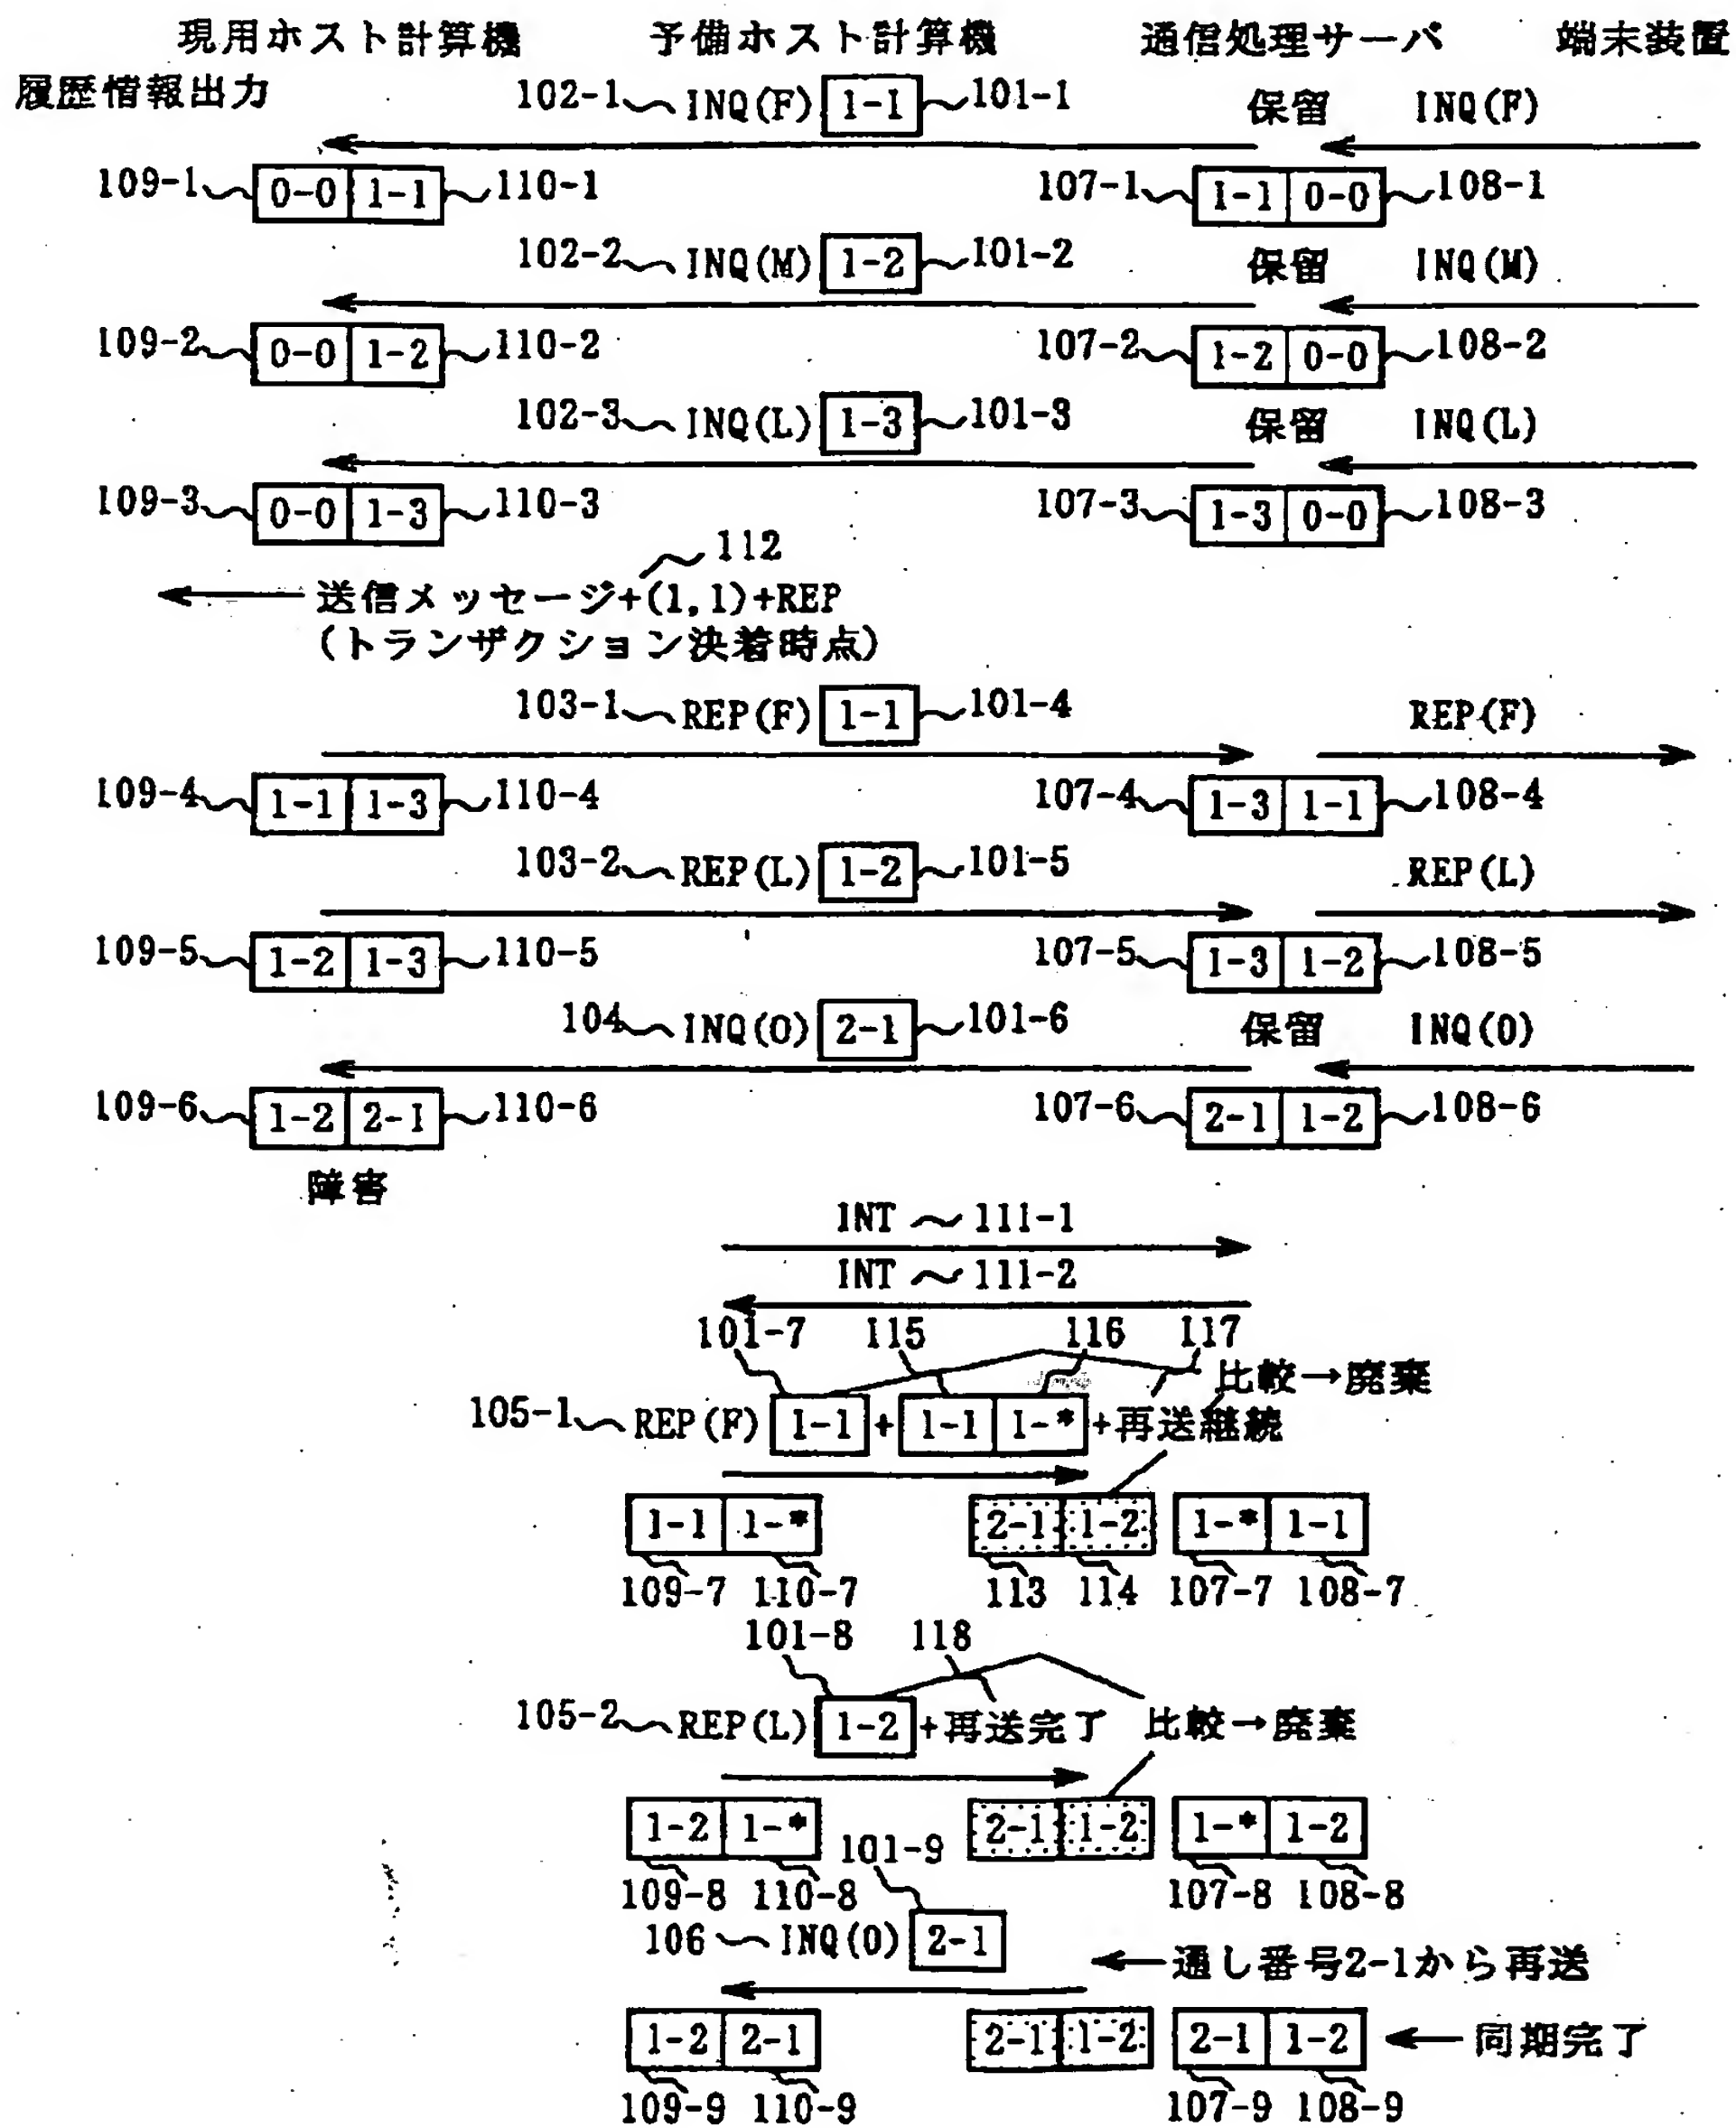 現用ホスト計算機 予備ホスト計算機 通信処理サーバ 端末装置
履歴情報出力
102-1 INQ(F) 1-1 101-1 保留 INQ(F)
109-1 0-0 1-1 110-1 107-1 1-1 0-0 108-1
102-2 INQ(M) 1-2 101-2 保留 INQ(M)
109-2 0-0 1-2 110-2 107-2 1-2 0-0 108-2
102-3 INQ(L) 1-3 101-3 保留 INQ(L)
109-3 0-0 1-3 110-3 107-3 1-3 0-0 108-3
112
送信メッセージ+(1,1)+REP
(トランザクション決着時点)
103-1 REP(F) 1-1 101-4 REP(F)
109-4 1-1 1-3 110-4 107-4 1-3 1-1 108-4
103-2 REP(L) 1-2 101-5 REP(L)
109-5 1-2 1-3 110-5 107-5 1-3 1-2 108-5
104 INQ(O) 2-1 101-6 保留 INQ(O)
109-6 1-2 2-1 110-6 107-6 2-1 1-2 108-6
障害
INT 111-1
INT 111-2
101-7 115 116 117
比較→廃棄
105-1 REP(F) 1-1 + 1-1 1-* +再送継続
1-1 1-* 2-1 1-2 1-* 1-1
109-7 110-7 113 114 107-7 108-7
101-8 118
105-2 REP(L) 1-2 +再送完了 比較→廃棄
1-2 1-* 2-1 1-2 1-* 1-2
101-9
109-8 110-8 107-8 108-8
106 INQ(O) 2-1
←通し番号2-1から再送
1-2 2-1 2-1 1-2 2-1 1-2 ← 同期完了
109-9 110-9 107-9 108-9